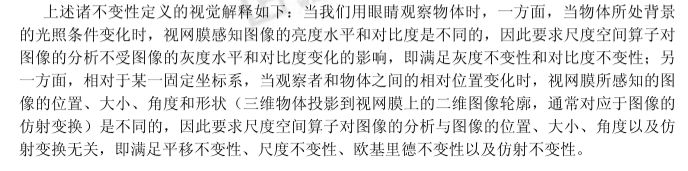 上述诸不变性定义的视觉解释如下：当我们用眼睛观察物体时，一方面，当物体所处背景
的光照条件变化时，视网膜感知图像的亮度水平和对比度是不同的，因此要求尺度空间算子对
图像的分析不受图像的灰度水平和对比度变化的影响，即满足灰度不变性和对比度不变性；另
一方面，相对于某一固定坐标系，当观察者和物体之间的相对位置变化时，视网膜所感知的图
像的位置、大小、角度和形状（三维物体投影到视网膜上的二维图像轮廓，通常对应于图像的
仿射变换）是不同的，因此要求尺度空间算子对图像的分析与图像的位置、大小、角度以及仿
射变换无关，即满足平移不变性、尺度不变性、欧基里德不变性以及仿射不变性。